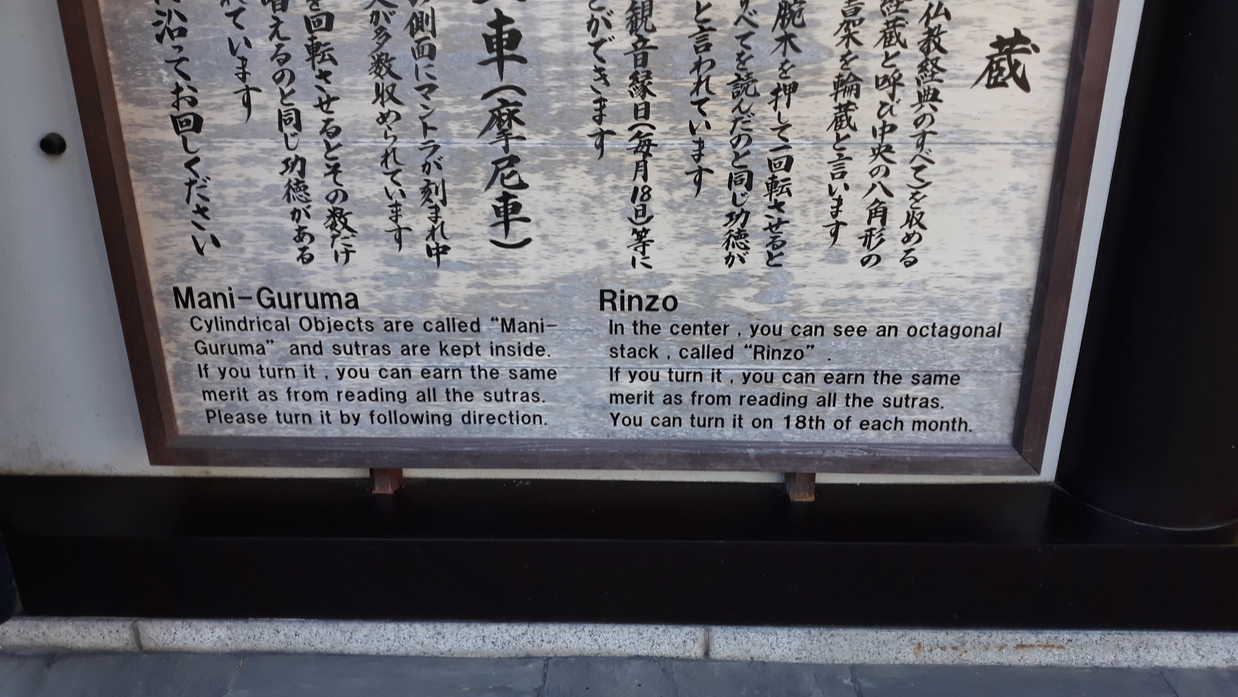 蔵
仏教経典のすべてを収める
経蔵と呼び中央の八角形の
書架を輪蔵と言います
腕木を押して一回転させると
すべてを読んだのと同じ功徳が
と言われています
観音縁日(毎月18日)等に
とができます
車(摩尼車)
側面にマントラが刻まれ中
が多数収められています
を回転させるとその数だけ
唱えるのと同じ功徳がある
れています
沿ってお回しください
Mani-Guruma
Cylindrical Objects are called “Mani-
Guruma” and sutras are kept inside.
If you turn it , you can earn the same
merit as from reading all the sutras.
Please turn it by following direction.
Rinzo
In the center , you can see an octagonal
stack , called “Rinzo” .
If you turn it , you can earn the same
merit as from reading all the sutras.
You can turn it on 18th of each month.